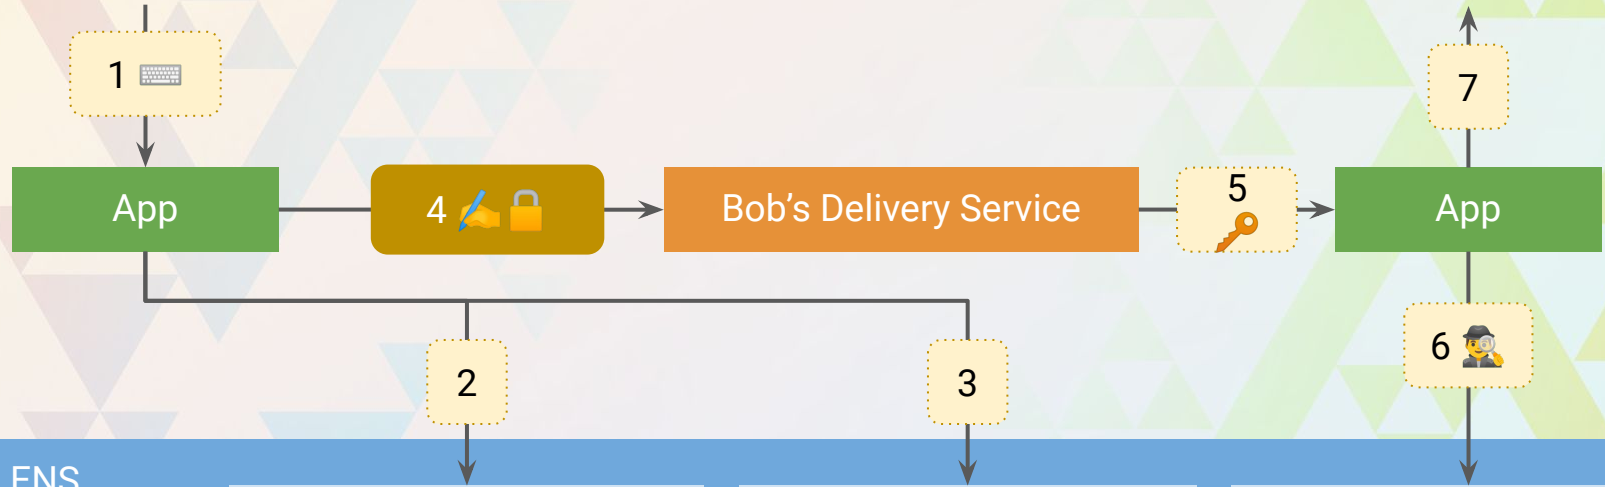 1 ⌨️
7
App
4 ✍️🔒
Bob’s Delivery Service
5
🔑
App
6 🕵️
2
3
ENS